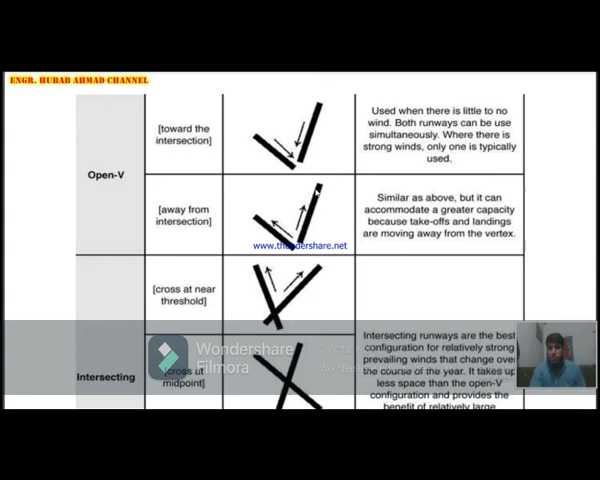 ENGR. HUBAB AHMAD CHANNEL
Open-V
[toward the
intersection]
Used when there is little to no
wind. Both runways can be use
simultaneously. Where there is
strong winds, only one is typically
used.
[away from
intersection]
Similar as above, but it can
accommodate a greater capacity
because take-offs and landings
are moving away from the vertex.
[cross at near
threshold]
Intersecting
[cross at
midpoint]
Intersecting runways are the best
configuration for relatively strong
prevailing winds that change over
the course of the year. It takes up
less space than the open-V
configuration and provides the
benefit of relatively large
Wondershare
Filmora